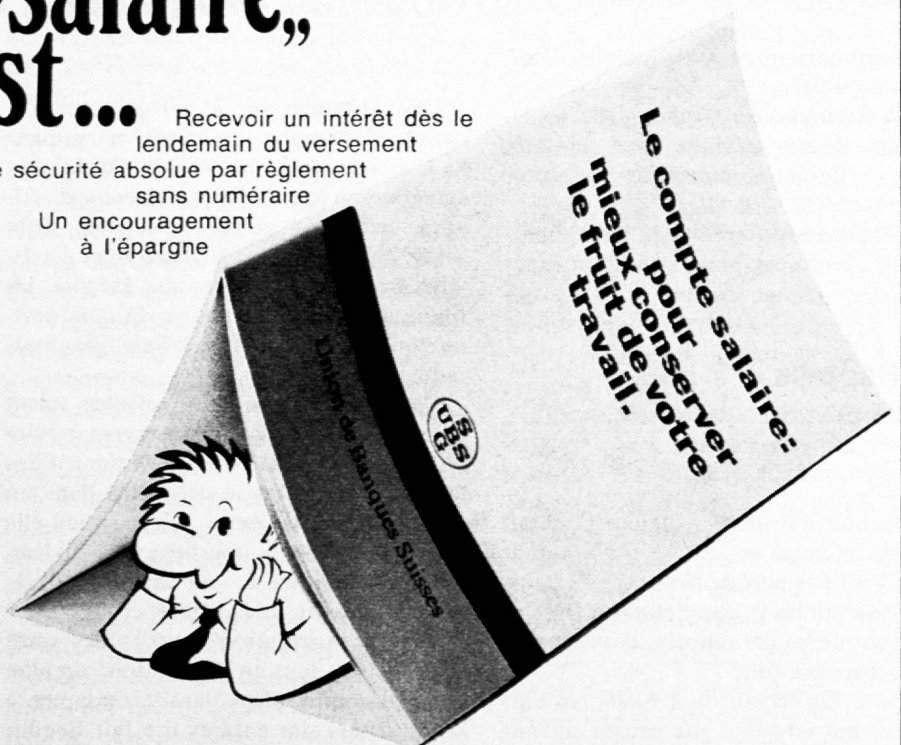 salaire„
st...
Recevoir un intérêt dès le
lendemain du versement
e sécurité absolue par règlement
sans numéraire
Un encouragement
à l'épargne
Le compte salaire:
pour
mieux conserver
le fruit de votre
travail.
S
UBS
G
Union de Banques Suisses